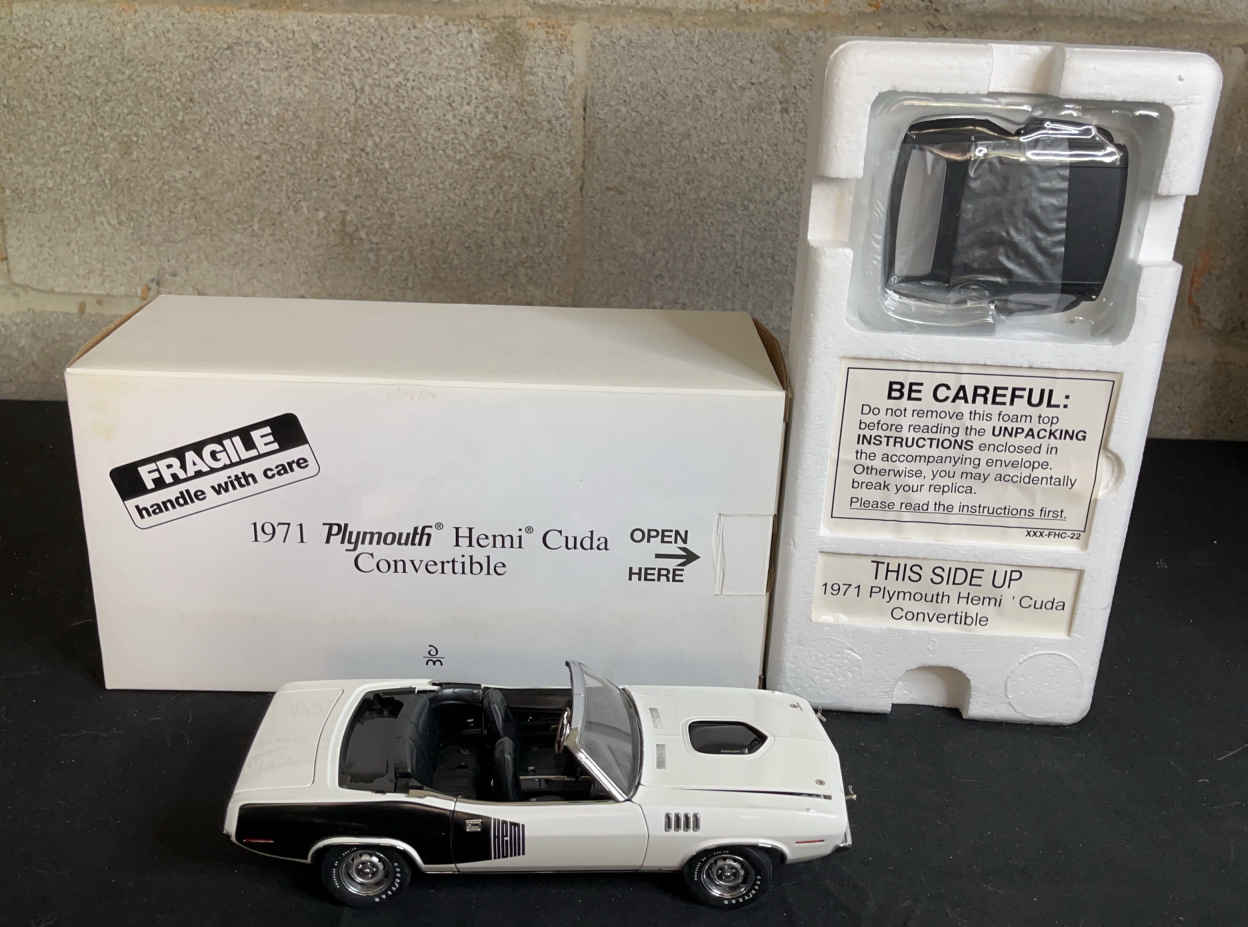 FRAGILE
handle with care
1971 Plymouth® Hemi® Cuda
Convertible
OPEN
HERE
BE CAREFUL:
Do not remove this foam top
before reading the UNPACKING
INSTRUCTIONS enclosed in
the accompanying envelope.
Otherwise, you may accidentally
break your replica.
Please read the instructions first.
XXX-FHC-22
THIS SIDE UP
1971 Plymouth Hemi 'Cuda
Convertible
HEMI